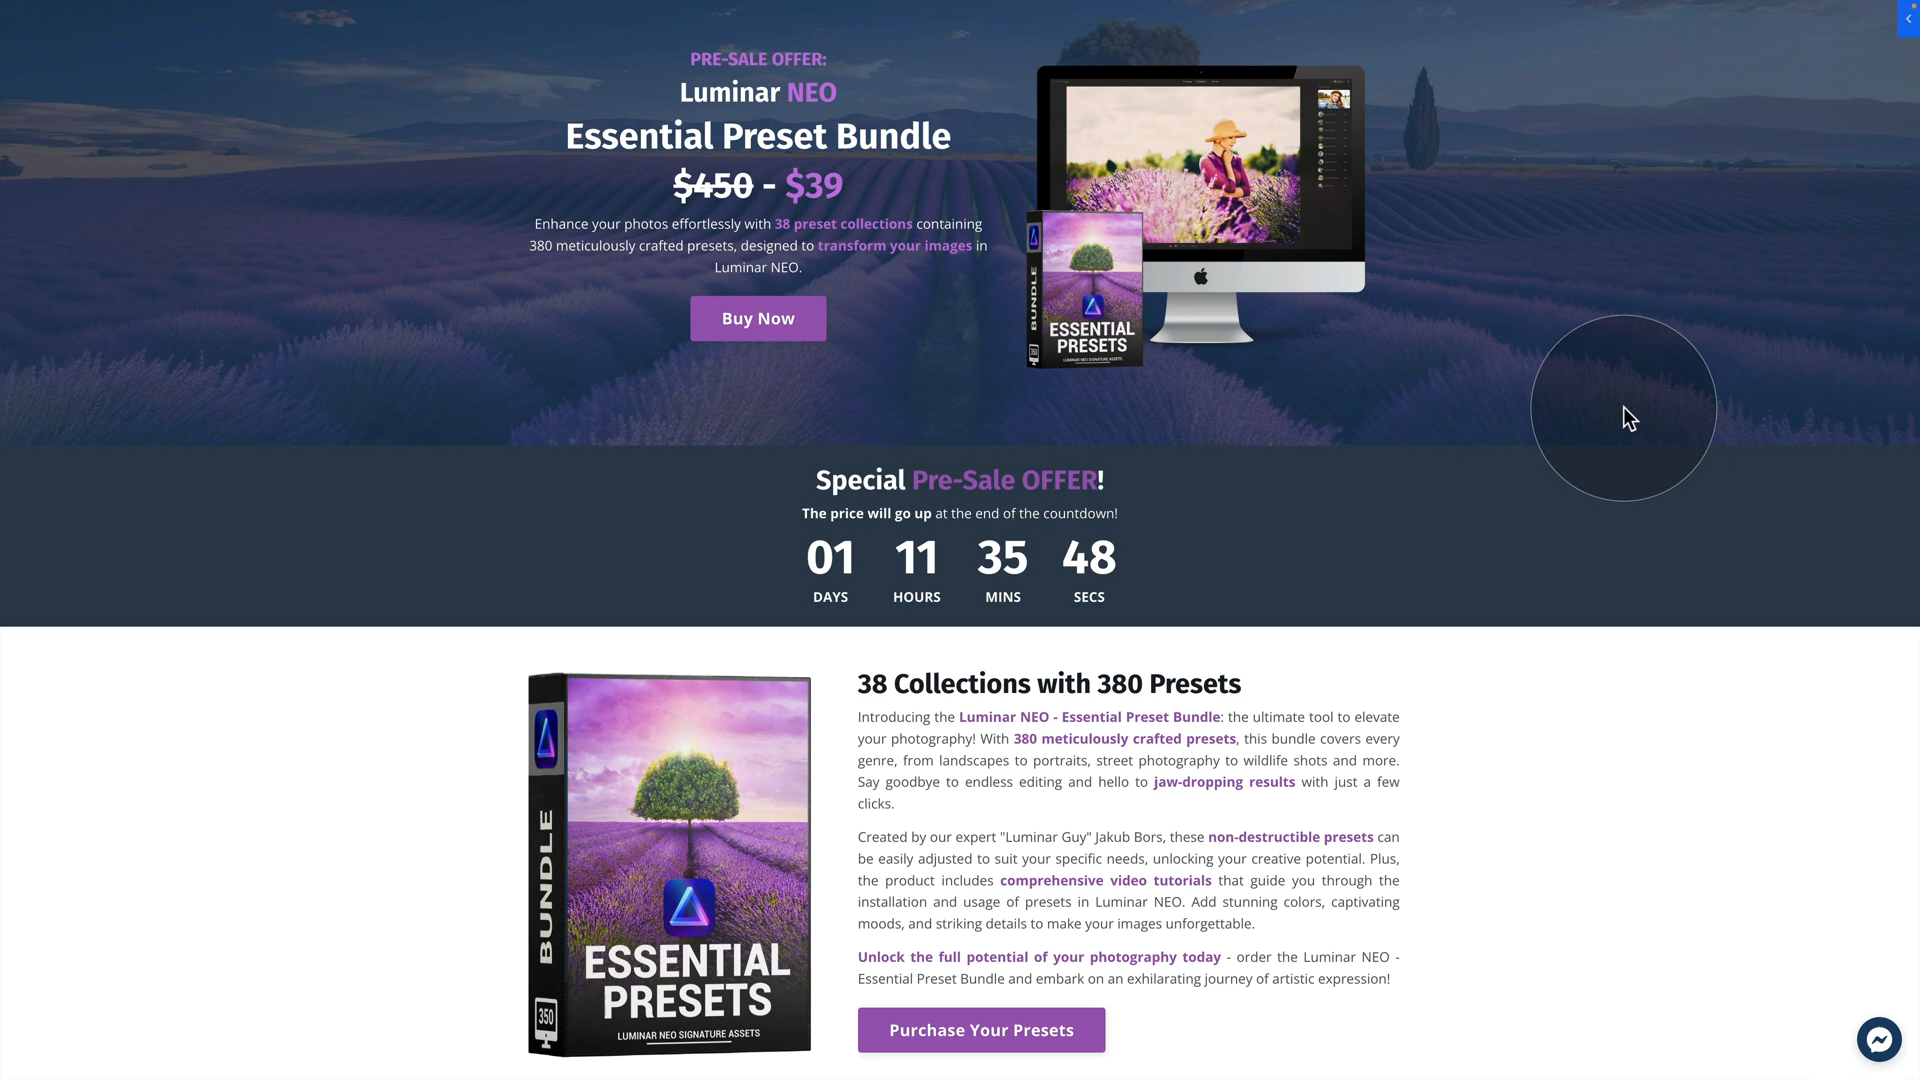 PRE-SALE OFFER:
Luminar NEO
Essential Preset Bundle
$450 - $39
Enhance your photos effortlessly with 38 preset collections containing
380 meticulously crafted presets, designed to transform your images in
Luminar NEO.
Buy Now
BUNDLE
350
ESSENTIAL
PRESETS
LUMINAR NEO SIGNATURE ASSETS
Special Pre-Sale OFFER!
The price will go up at the end of the countdown!
01 11 35 48
DAYS HOURS MINS SECS
BUNDLE
350
ESSENTIAL
PRESETS
LUMINAR NEO SIGNATURE ASSETS
38 Collections with 380 Presets
Introducing the Luminar NEO - Essential Preset Bundle: the ultimate tool to elevate
your photography! With 380 meticulously crafted presets, this bundle covers every
genre, from landscapes to portraits, street photography to wildlife shots and more.
Say goodbye to endless editing and hello to jaw-dropping results with just a few
clicks.
Created by our expert "Luminar Guy" Jakub Bors, these non-destructible presets can
be easily adjusted to suit your specific needs, unlocking your creative potential. Plus,
the product includes comprehensive video tutorials that guide you through the
installation and usage of presets in Luminar NEO. Add stunning colors, captivating
moods, and striking details to make your images unforgettable.
Unlock the full potential of your photography today - order the Luminar NEO -
Essential Preset Bundle and embark on an exhilarating journey of artistic expression!
Purchase Your Presets